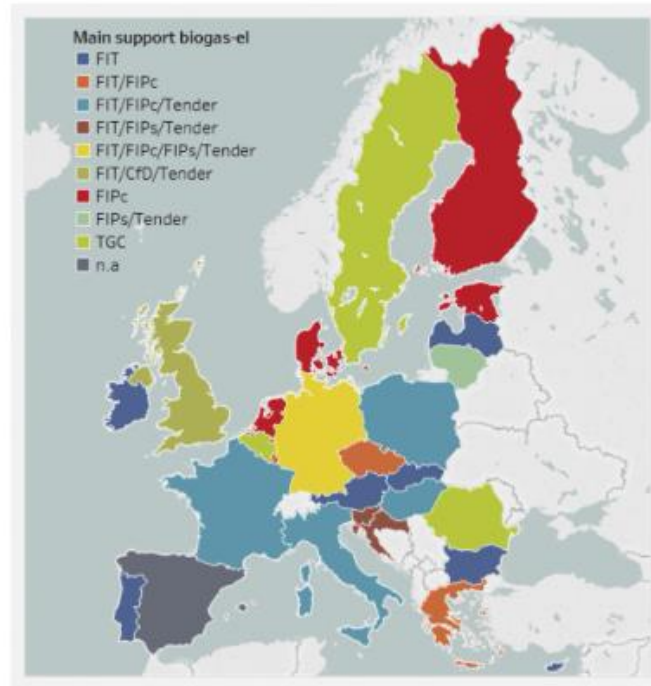 Main support biogas-el
FIT
FIT/FIPc
FIT/FIPc/Tender
FIT/FIPs/Tender
FIT/FIPc/FIPs/Tender
FIT/CfD/Tender
FIPc
FIPs/Tender
TGC
n.a